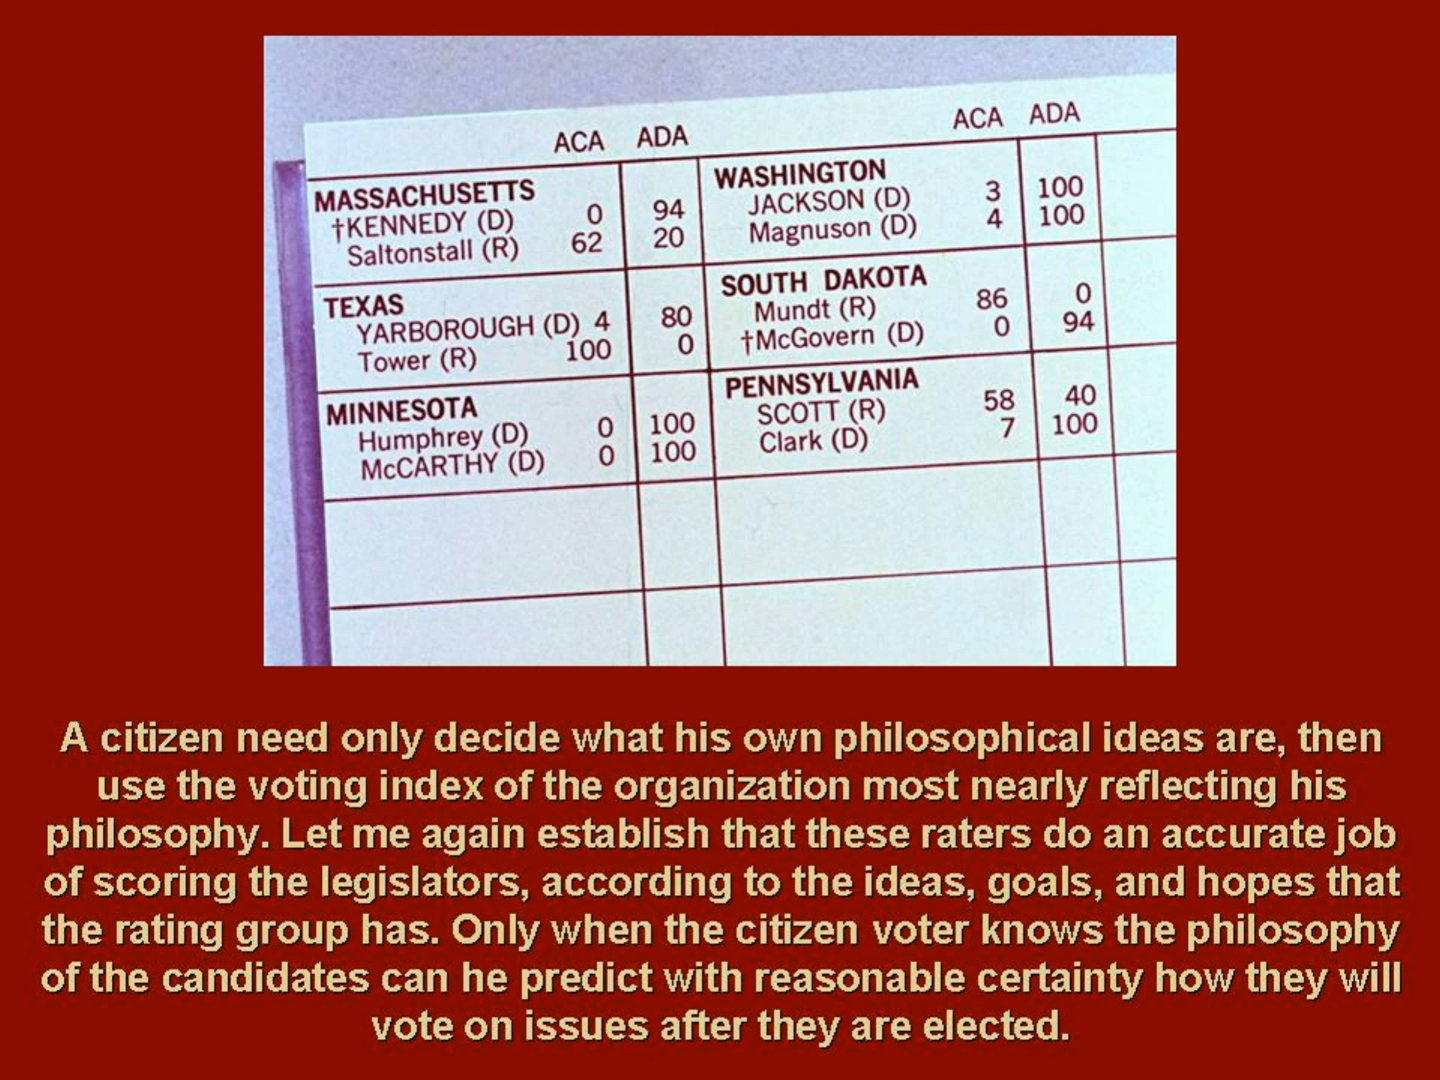 ACA ADA
MASSACHUSETTS
†KENNEDY (D) 0 94
Saltonstall (R) 62 20
TEXAS
YARBOROUGH (D) 4 80
Tower (R) 100 0
MINNESOTA
Humphrey (D) 0 100
McCARTHY (D) 0 100
ACA ADA
WASHINGTON
JACKSON (D) 3 100
Magnuson (D) 4 100
SOUTH DAKOTA
Mundt (R) 86 0
†McGovern (D) 0 94
PENNSYLVANIA
SCOTT (R) 58 40
Clark (D) 7 100
A citizen need only decide what his own philosophical ideas are, then
use the voting index of the organization most nearly reflecting his
philosophy. Let me again establish that these raters do an accurate job
of scoring the legislators, according to the ideas, goals, and hopes that
the rating group has. Only when the citizen voter knows the philosophy
of the candidates can he predict with reasonable certainty how they will
vote on issues after they are elected.